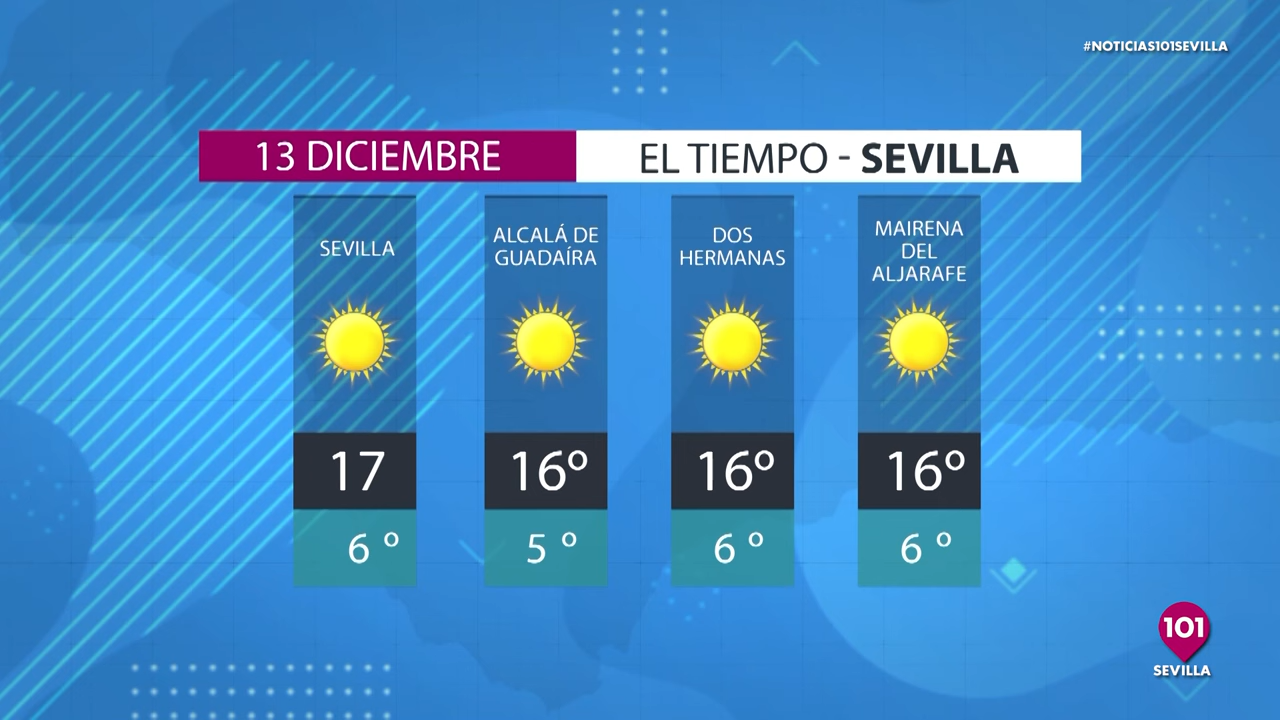 #NOTICIAS101SEVILLA
13 DICIEMBRE
EL TIEMPO - SEVILLA
SEVILLA
ALCALÁ DE
GUADAÍRA
DOS
HERMANAS
MAIRENA
DEL
ALJARAFE
17
16º
16º
16º
6 º
5 º
6 º
6 º
101
SEVILLA